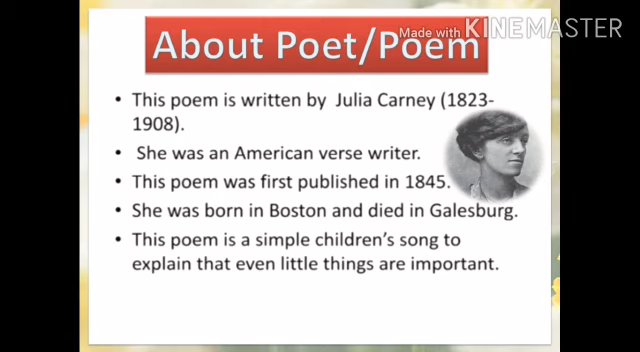 Made with KINEMASTER
About Poet/Poem
• This poem is written by Julia Carney (1823-
1908).
• She was an American verse writer.
• This poem was first published in 1845.
• She was born in Boston and died in Galesburg.
• This poem is a simple children's song to
explain that even little things are important.